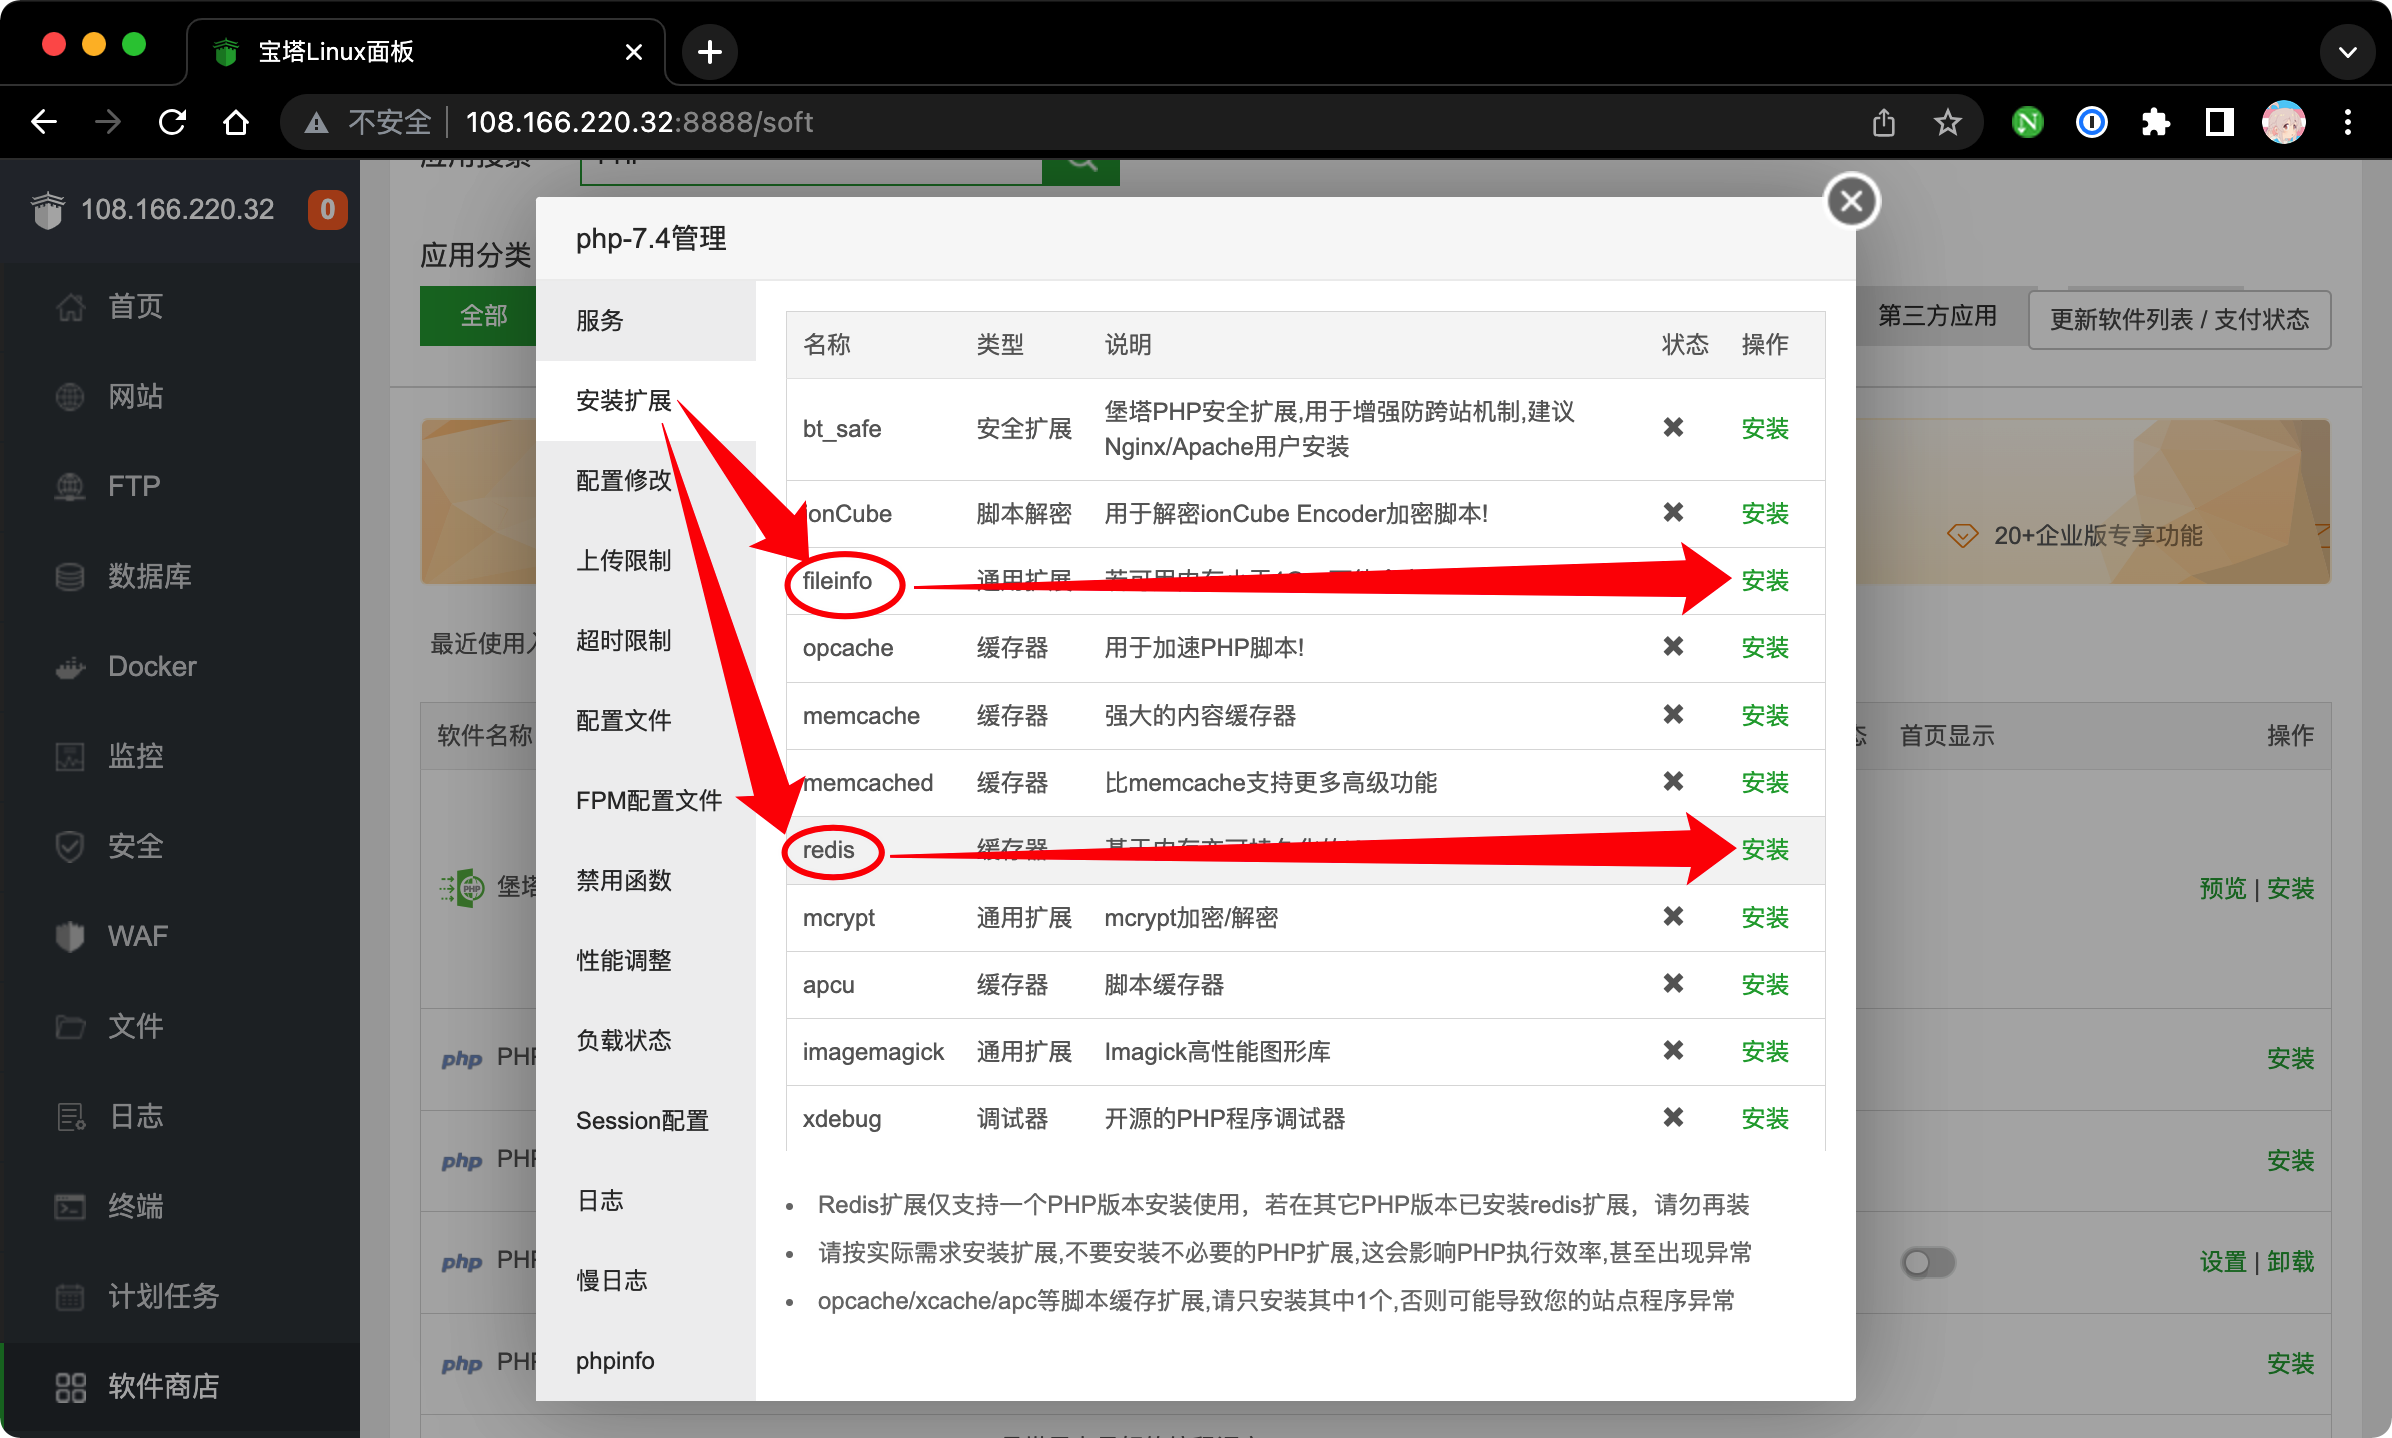 宝塔Linux面板
不安全 108.166.220.32:8888/soft
108.166.220.32 0
首页
网站
FTP
数据库
Docker
监控
安全
WAF
文件
日志
终端
计划任务
软件商店
应用分类
全部
第三方应用
更新软件列表 / 支付状态
20+企业版专享功能
最近使用
软件名称
首页显示
操作
堡塔
预览 | 安装
安装
安装
设置 | 卸载
安装
php-7.4管理
服务
安装扩展
配置修改
上传限制
超时限制
配置文件
FPM配置文件
禁用函数
性能调整
负载状态
Session配置
日志
慢日志
phpinfo
名称 类型 说明 状态 操作
bt_safe 安全扩展 堡塔PHP安全扩展,用于增强防跨站机制,建议
Nginx/Apache用户安装 安装
ionCube 脚本解密 用于解密ionCube Encoder加密脚本! 安装
fileinfo 通用扩展 安装
opcache 缓存器 用于加速PHP脚本! 安装
memcache 缓存器 强大的内容缓存器 安装
memcached 缓存器 比memcache支持更多高级功能 安装
redis 缓存器 安装
mcrypt 通用扩展 mcrypt加密/解密 安装
apcu 缓存器 脚本缓存器 安装
imagemagick 通用扩展 Imagick高性能图形库 安装
xdebug 调试器 开源的PHP程序调试器 安装
Redis扩展仅支持一个PHP版本安装使用，若在其它PHP版本已安装redis扩展，请勿再装
请按实际需求安装扩展,不要安装不必要的PHP扩展,这会影响PHP执行效率,甚至出现异常
opcache/xcache/apc等脚本缓存扩展,请只安装其中1个,否则可能导致您的站点程序异常